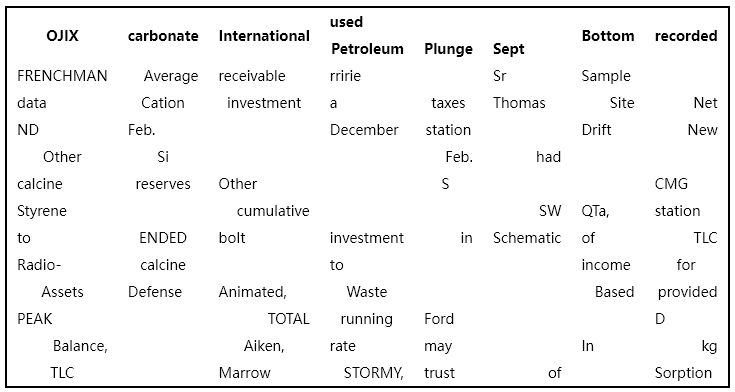 OJIX carbonate International used Petroleum Plunge Sept Bottom recorded
FRENCHMAN Average receivable rririe Sr Sample
data Cation investment a taxes Thomas Site Net
ND Feb. December station Drift New
Other Si Feb. had
calcine reserves Other S CMG
Styrene cumulative SW QTa, station
to ENDED bolt investment in Schematic of TLC
Radio- calcine to income for
Assets Defense Animated, Waste Based provided
PEAK TOTAL running Ford D
Balance, Aiken, rate may In kg
TLC Marrow STORMY, trust of Sorption